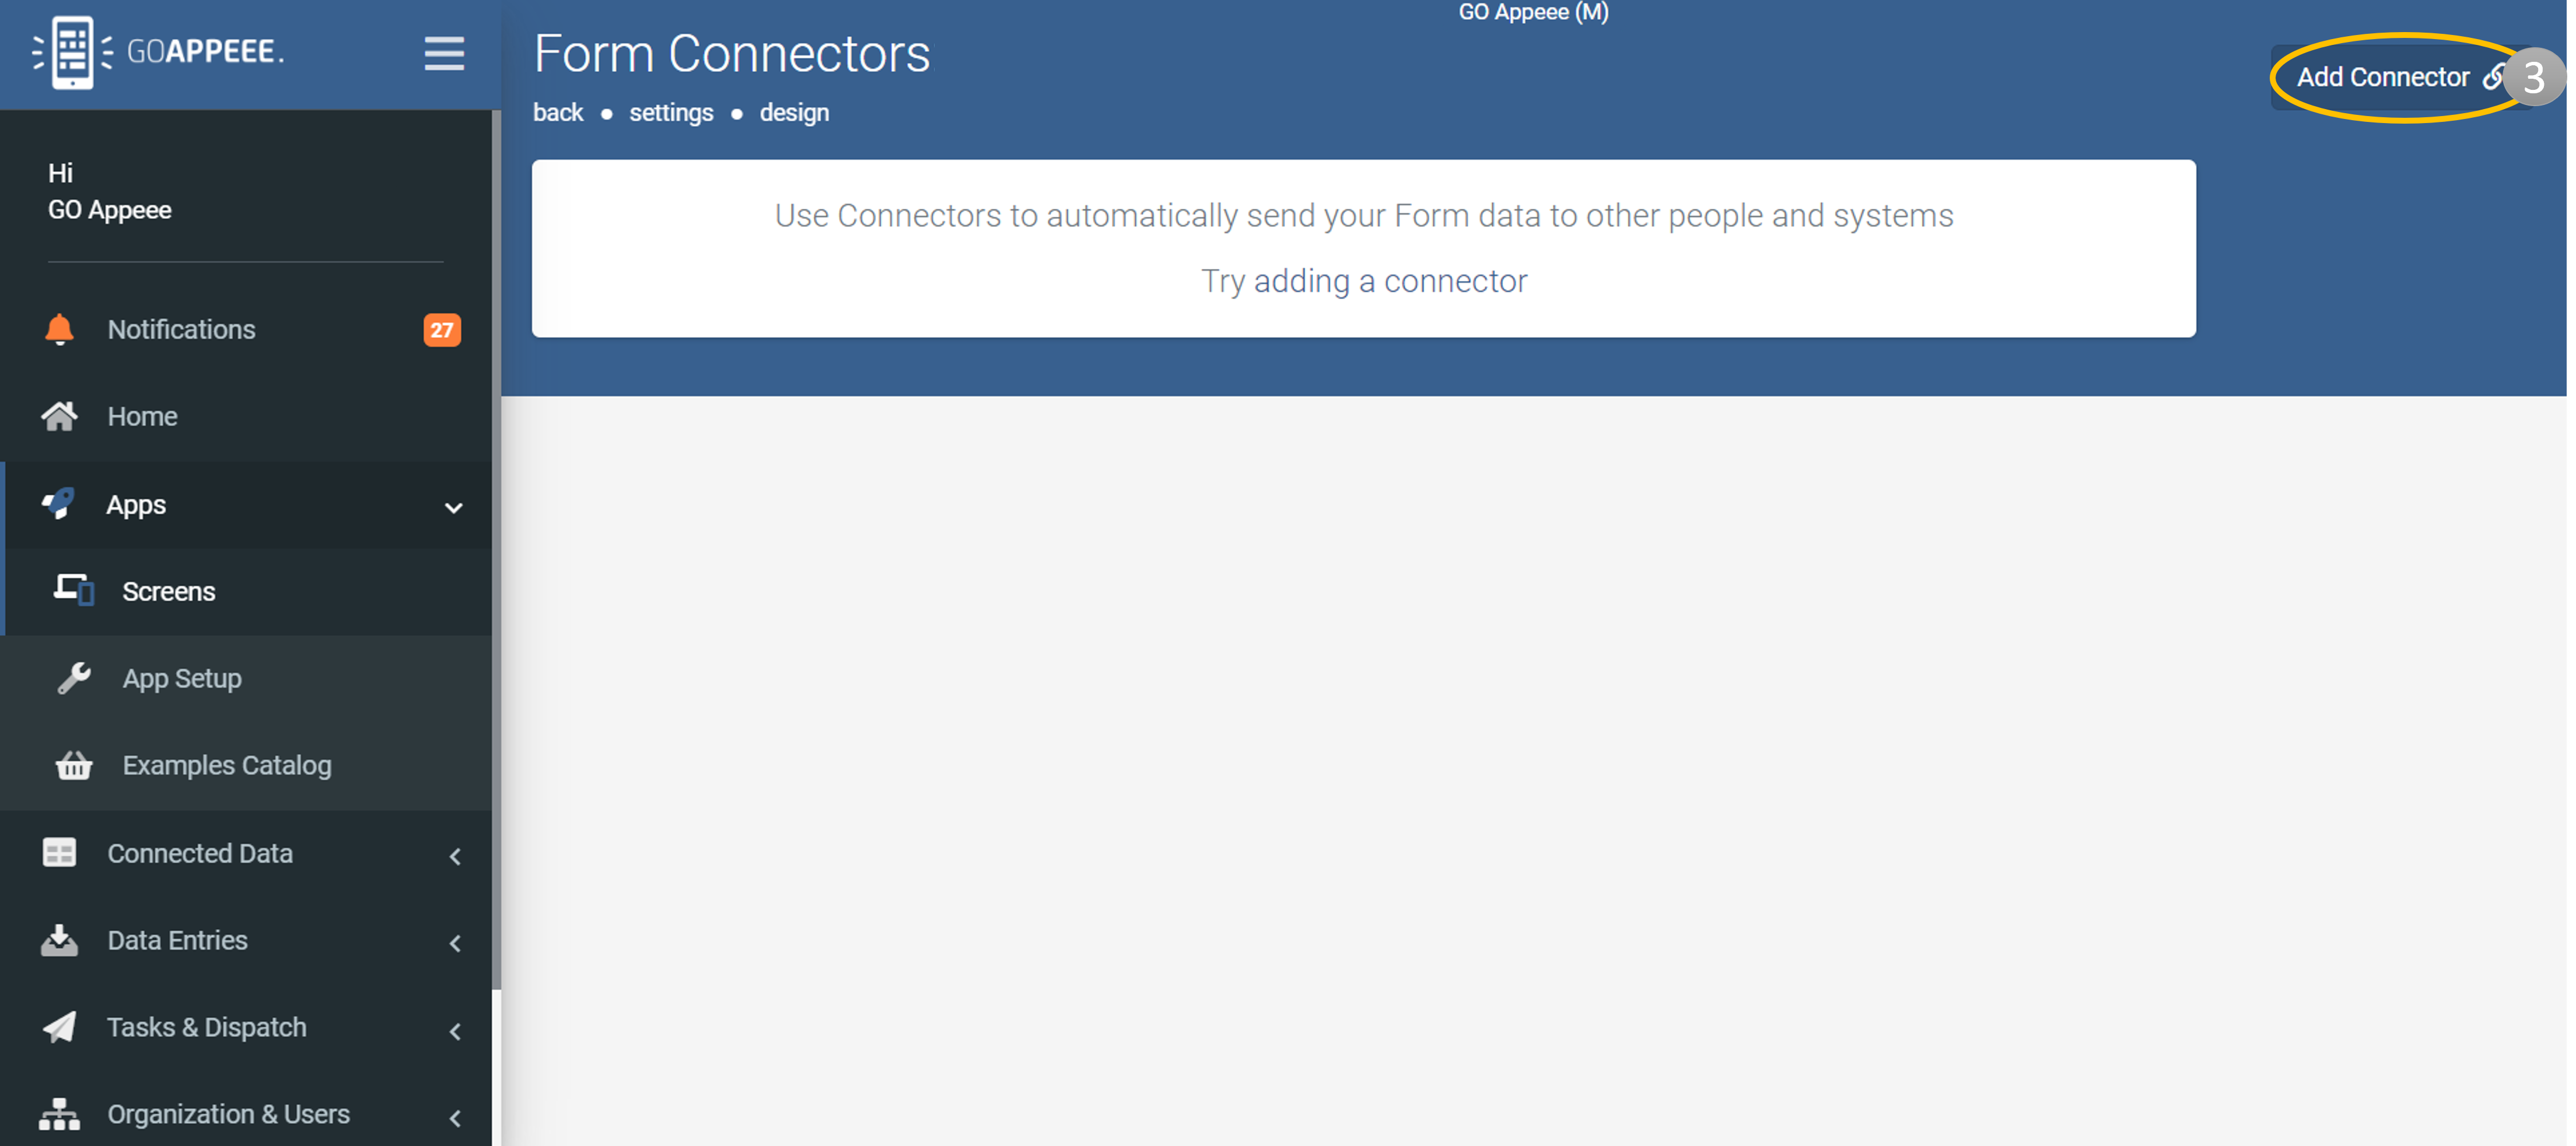 GOAPPEEE.
Hi
GO Appeee
Notifications 27
Home
Apps
Screens
App Setup
Examples Catalog
Connected Data
Data Entries
Tasks & Dispatch
Organization & Users
GO Appeee (M)
Form Connectors
Add Connector 3
back • settings • design
Use Connectors to automatically send your Form data to other people and systems
Try adding a connector